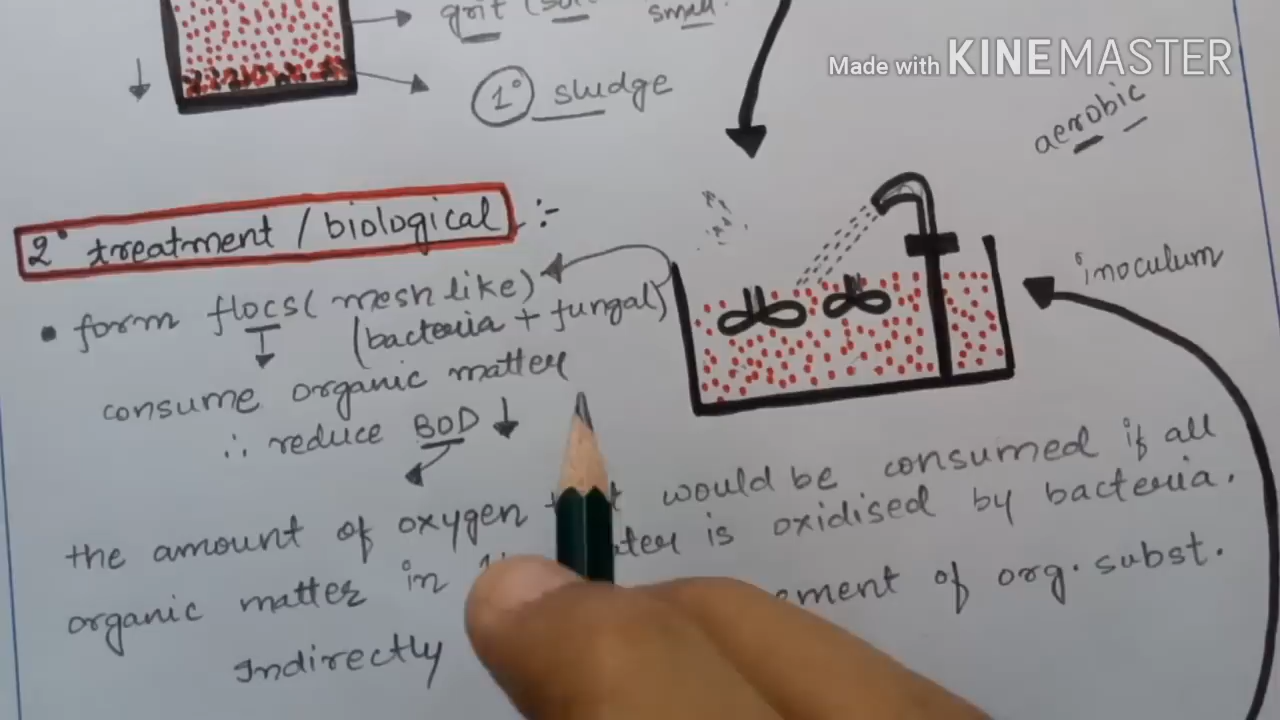 grit ( small
Made with KINEMASTER
1° sludge
aerobic
2° treatment / biological :-
inoculum
• form flocs (mesh like)
(bacteria + fungal)
consume organic matter
∴ reduce BOD ↓
the amount of oxygen would be consumed if all
organic matter in is oxidised by bacteria.
Indirectly of org. subst.